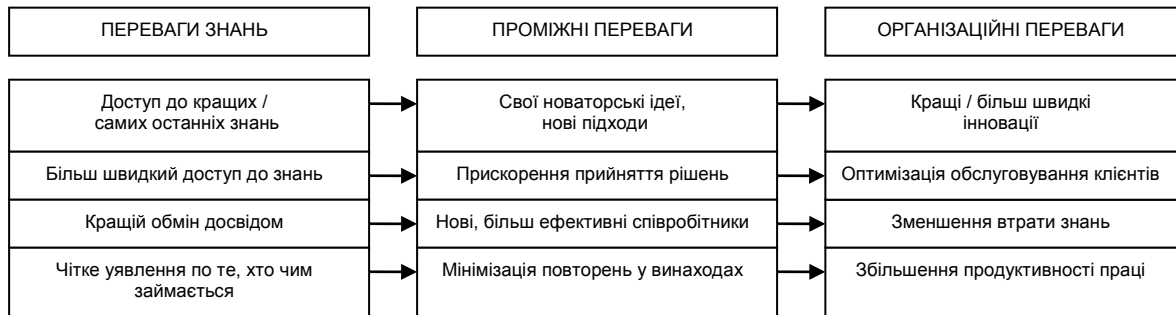 ПЕРЕВАГИ ЗНАНЬ
ПРОМІЖНІ ПЕРЕВАГИ
ОРГАНІЗАЦІЙНІ ПЕРЕВАГИ
Доступ до кращих /
самих останніх знань
Свої новаторські ідеї,
нові підходи
Кращі / більш швидкі
інновації
Більш швидкий доступ до знань
Прискорення прийняття рішень
Оптимізація обслуговування клієнтів
Кращій обмін досвідом
Нові, більш ефективні співробітники
Зменшення втрати знань
Чітке уявлення по те, хто чим
займається
Мінімізація повторень у винаходах
Збільшення продуктивності праці